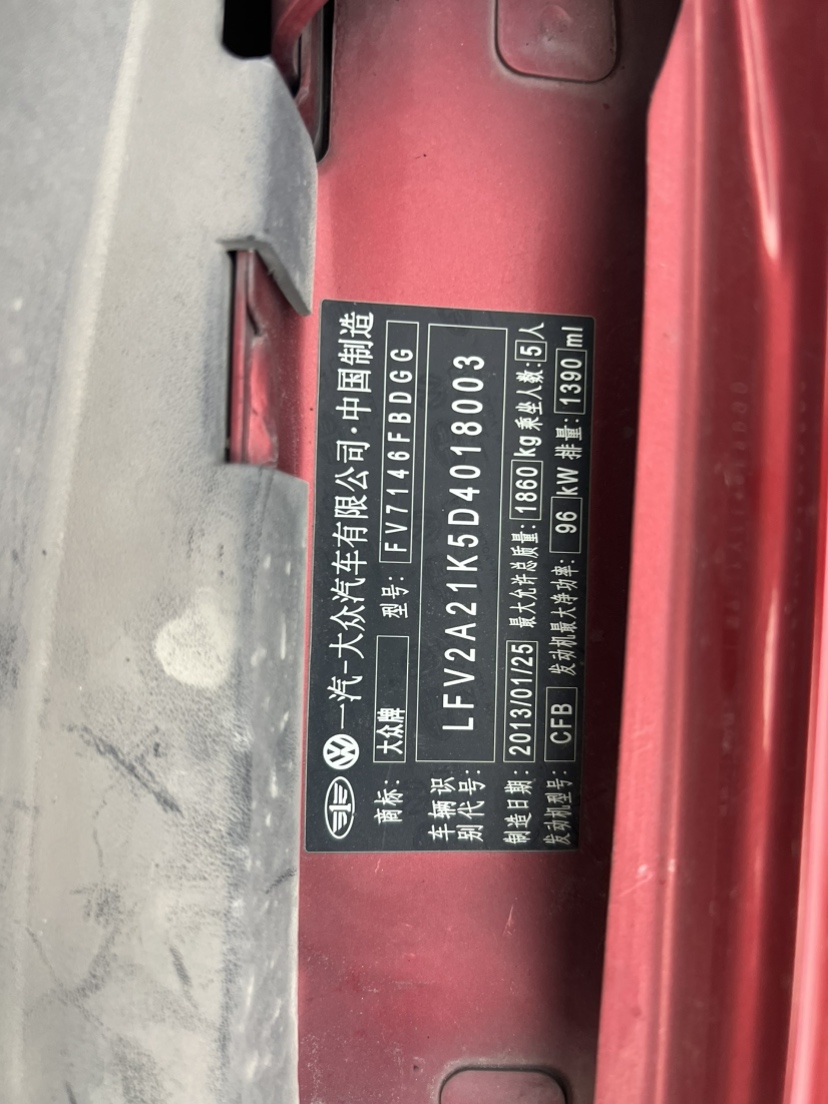 一汽-大众汽车有限公司·中国制造
商标: 大众牌 型号: FV7146FBDGG
车辆识别代号: LFV2A21K5D4018003
制造日期: 2013/01/25 最大允许总质量: 1860 kg 乘坐人数: 5 人
发动机型号: CFB 发动机最大净功率: 96 kW 排量: 1390 ml